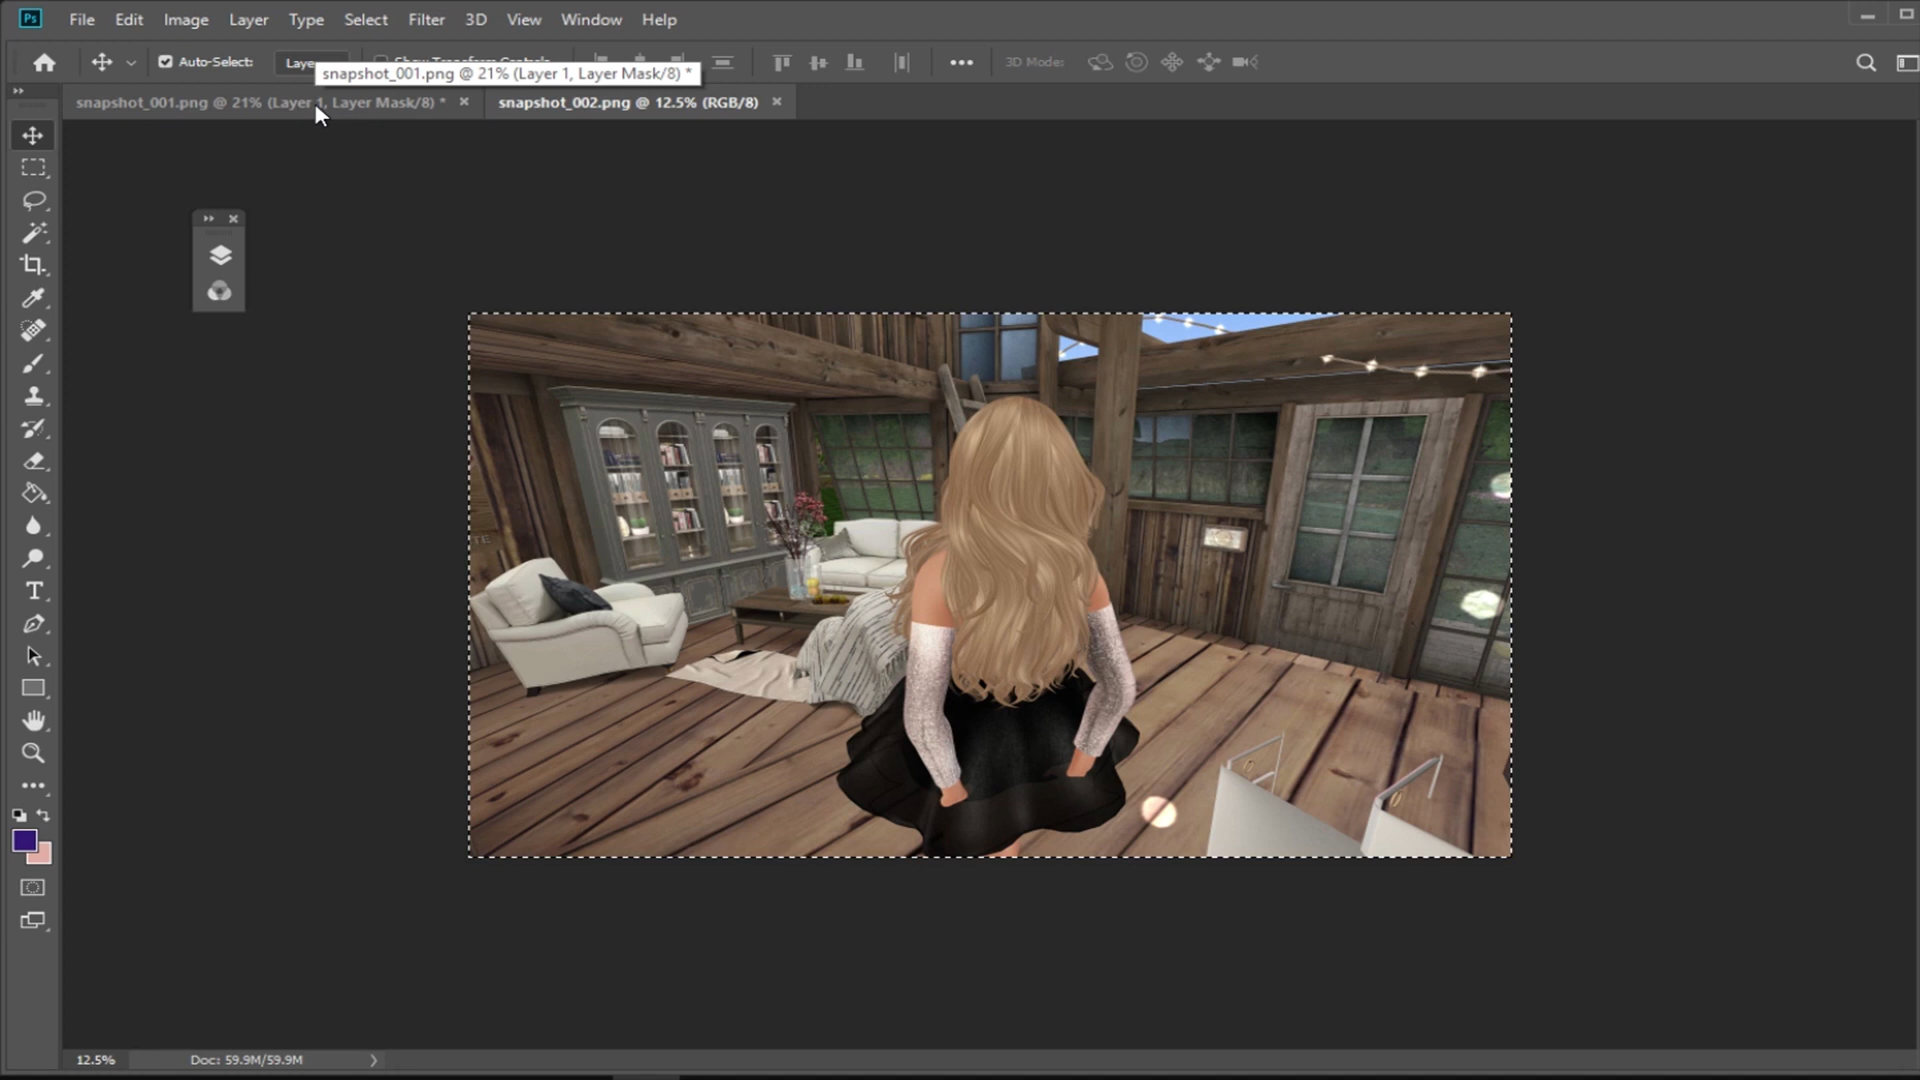 Ps File Edit Image Layer Type Select Filter 3D View Window Help
Auto-Select: Laye 3D Mode:
snapshot_001.png @ 21% (Layer 1, Layer Mask/8) *
snapshot_001.png @ 21% (Layer 1, Layer Mask/8) * snapshot_002.png @ 12.5% (RGB/8)
12.5% Doc: 59.9M/59.9M